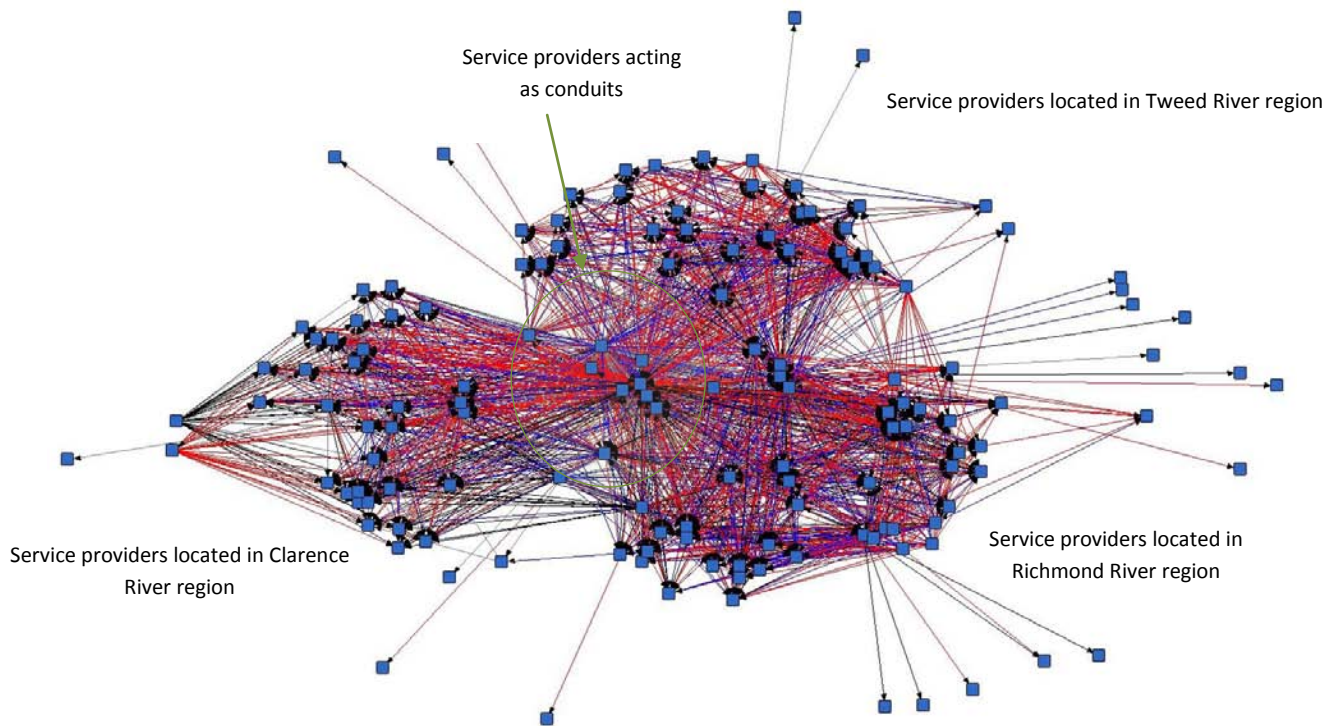 Service providers acting
as conduits
Service providers located in Tweed River region
Service providers located in Clarence
River region
Service providers located in
Richmond River region